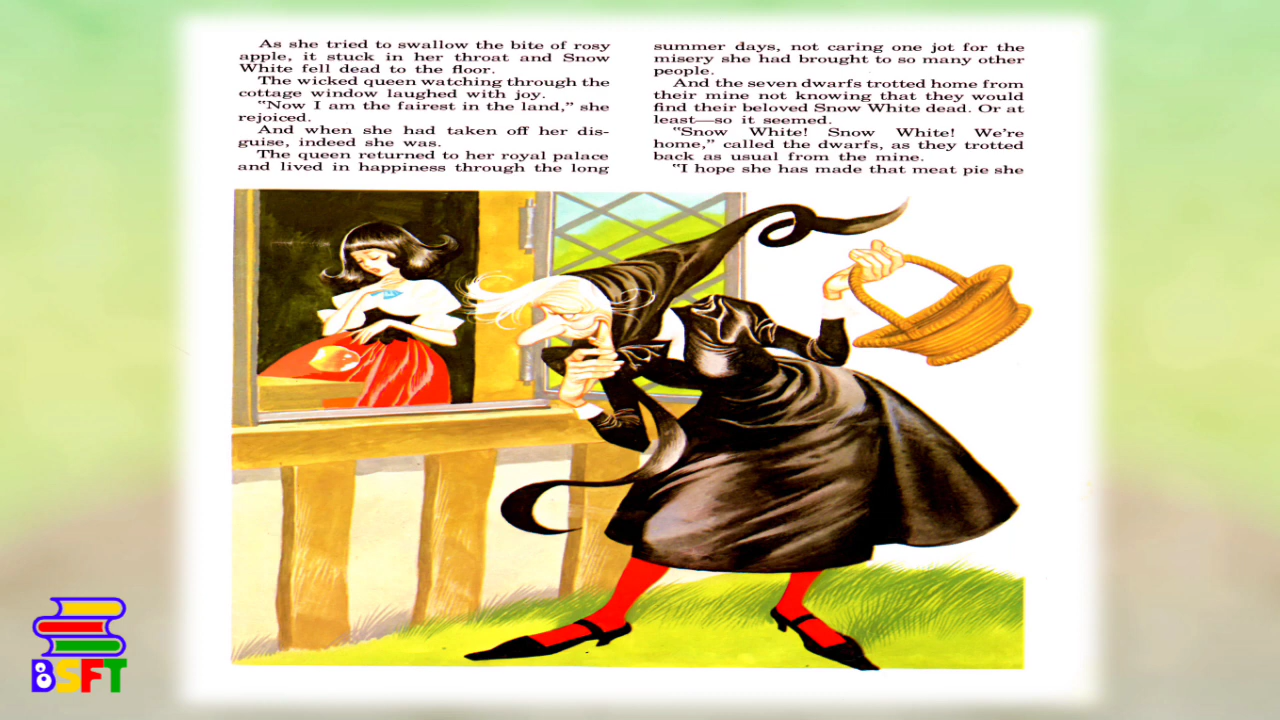 As she tried to swallow the bite of rosy
apple, it stuck in her throat and Snow
White fell dead to the floor.
The wicked queen watching through the
cottage window laughed with joy.
"Now I am the fairest in the land," she
rejoiced.
And when she had taken off her dis-
guise, indeed she was.
The queen returned to her royal palace
and lived in happiness through the long
summer days, not caring one jot for the
misery she had brought to so many other
people.
And the seven dwarfs trotted home from
their mine not knowing that they would
find their beloved Snow White dead. Or at
least—so it seemed.
"Snow White! Snow White! We're
home," called the dwarfs, as they trotted
back as usual from the mine.
"I hope she has made that meat pie she
BSFT